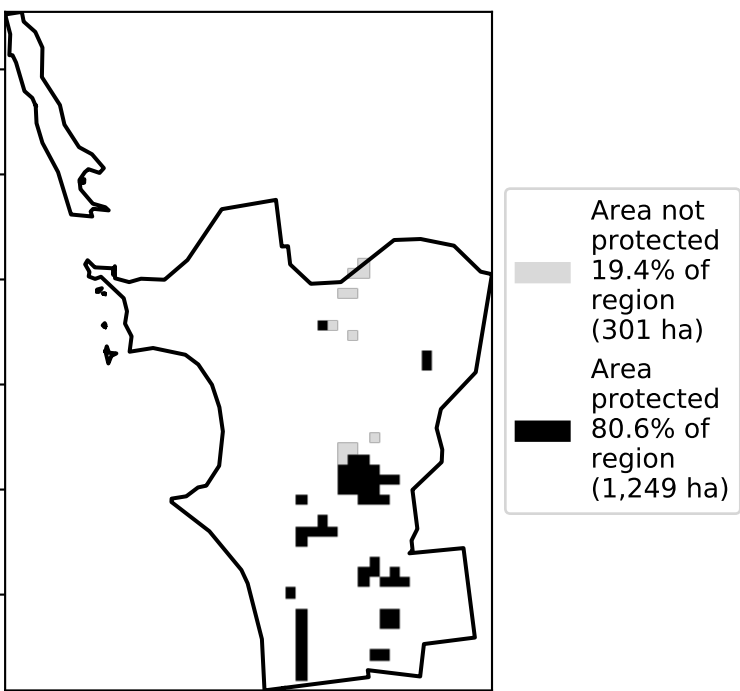 Area not
protected
19.4% of
region
(301 ha)
Area
protected
80.6% of
region
(1,249 ha)